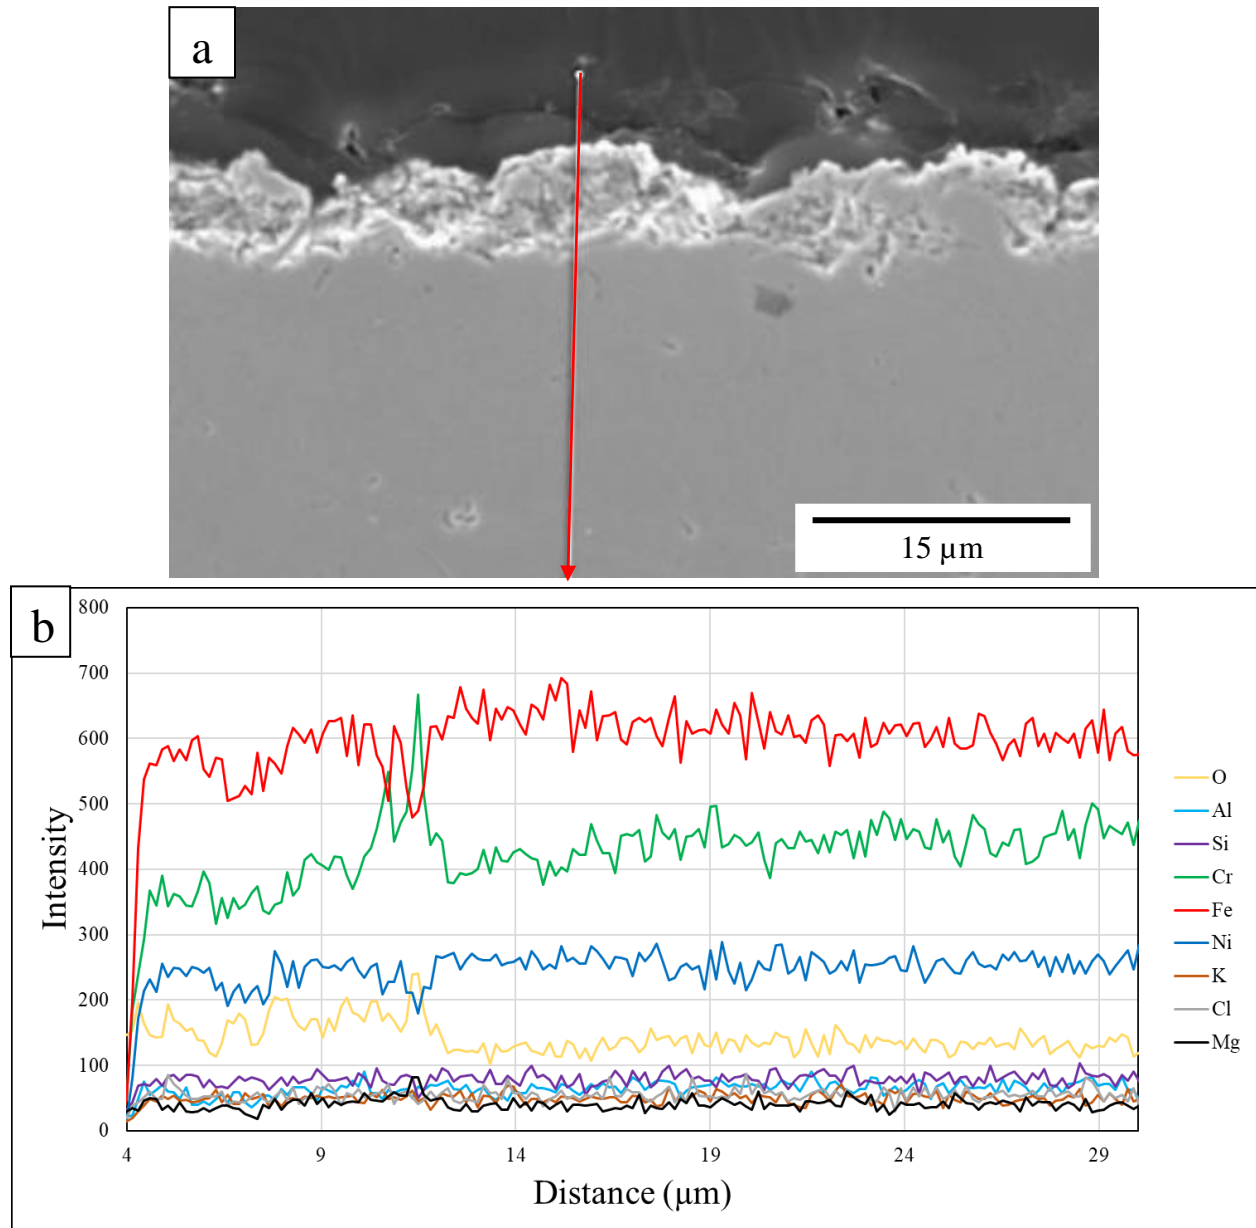 a
15 µm
b
800
700
600
500
400
300
200
100
0
Intensity
4 9 14 19 24 29
Distance (µm)
O
Al
Si
Cr
Fe
Ni
K
Cl
Mg